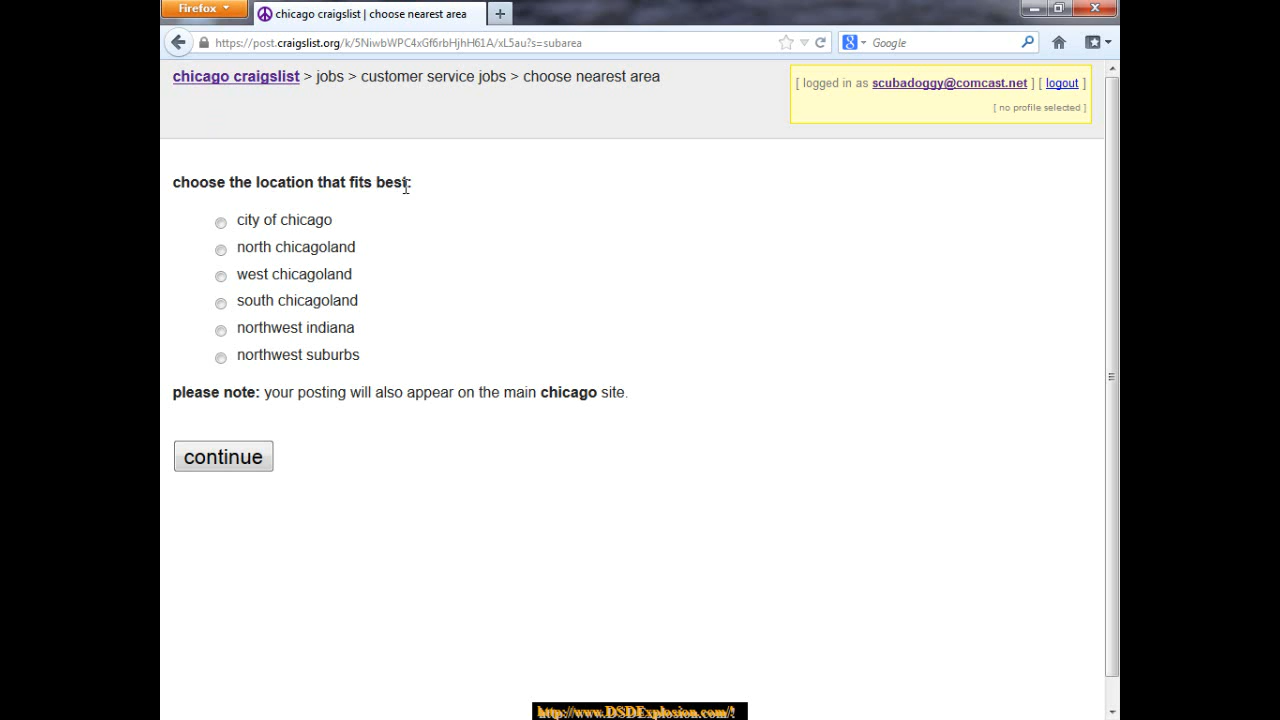 Firefox
chicago craigslist | choose nearest area
https://post.craigslist.org/k/5NiwbWPC4xGf6rbHjhH61A/xL5au?s=subarea
Google
chicago craigslist > jobs > customer service jobs > choose nearest area
[ logged in as scubadoggy@comcast.net ] [ logout ]
[ no profile selected ]
choose the location that fits best:
city of chicago
north chicagoland
west chicagoland
south chicagoland
northwest indiana
northwest suburbs
please note: your posting will also appear on the main chicago site.
continue
http://www.DSDExplosion.com/!